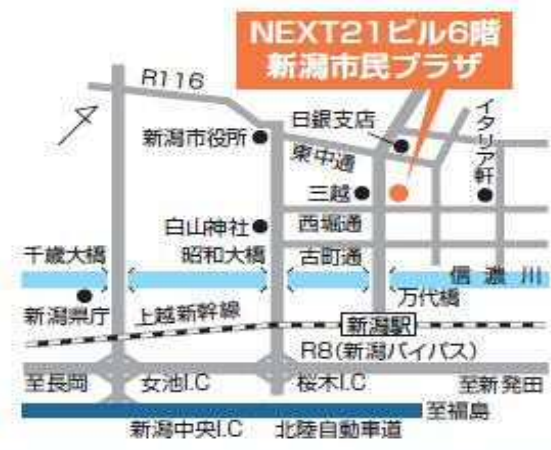 NEXT21ビル6階
新潟市民プラザ
R116
日銀支店
イタリア軒
新潟市役所
東中通
三越
白山神社
西堀通
千歳大橋
昭和大橋
古町通
信濃川
万代橋
新潟県庁
上越新幹線
新潟駅
R8(新潟バイパス)
至長岡
女池I.C
桜木I.C
至新発田
至福島
新潟中央I.C
北陸自動車道